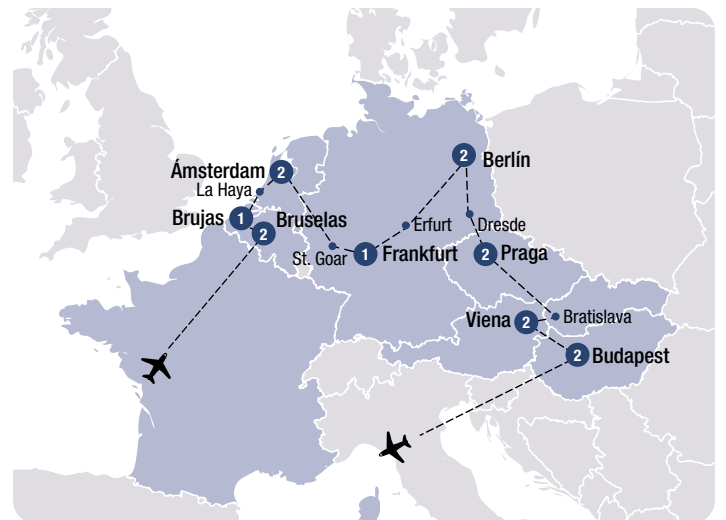 2
Berlín
Ámsterdam
2
La Haya
Brujas
1
Bruselas
2
Erfurt
Dresde
St. Goar
1
Frankfurt
2
Praga
Viena
2
Bratislava
2
Budapest